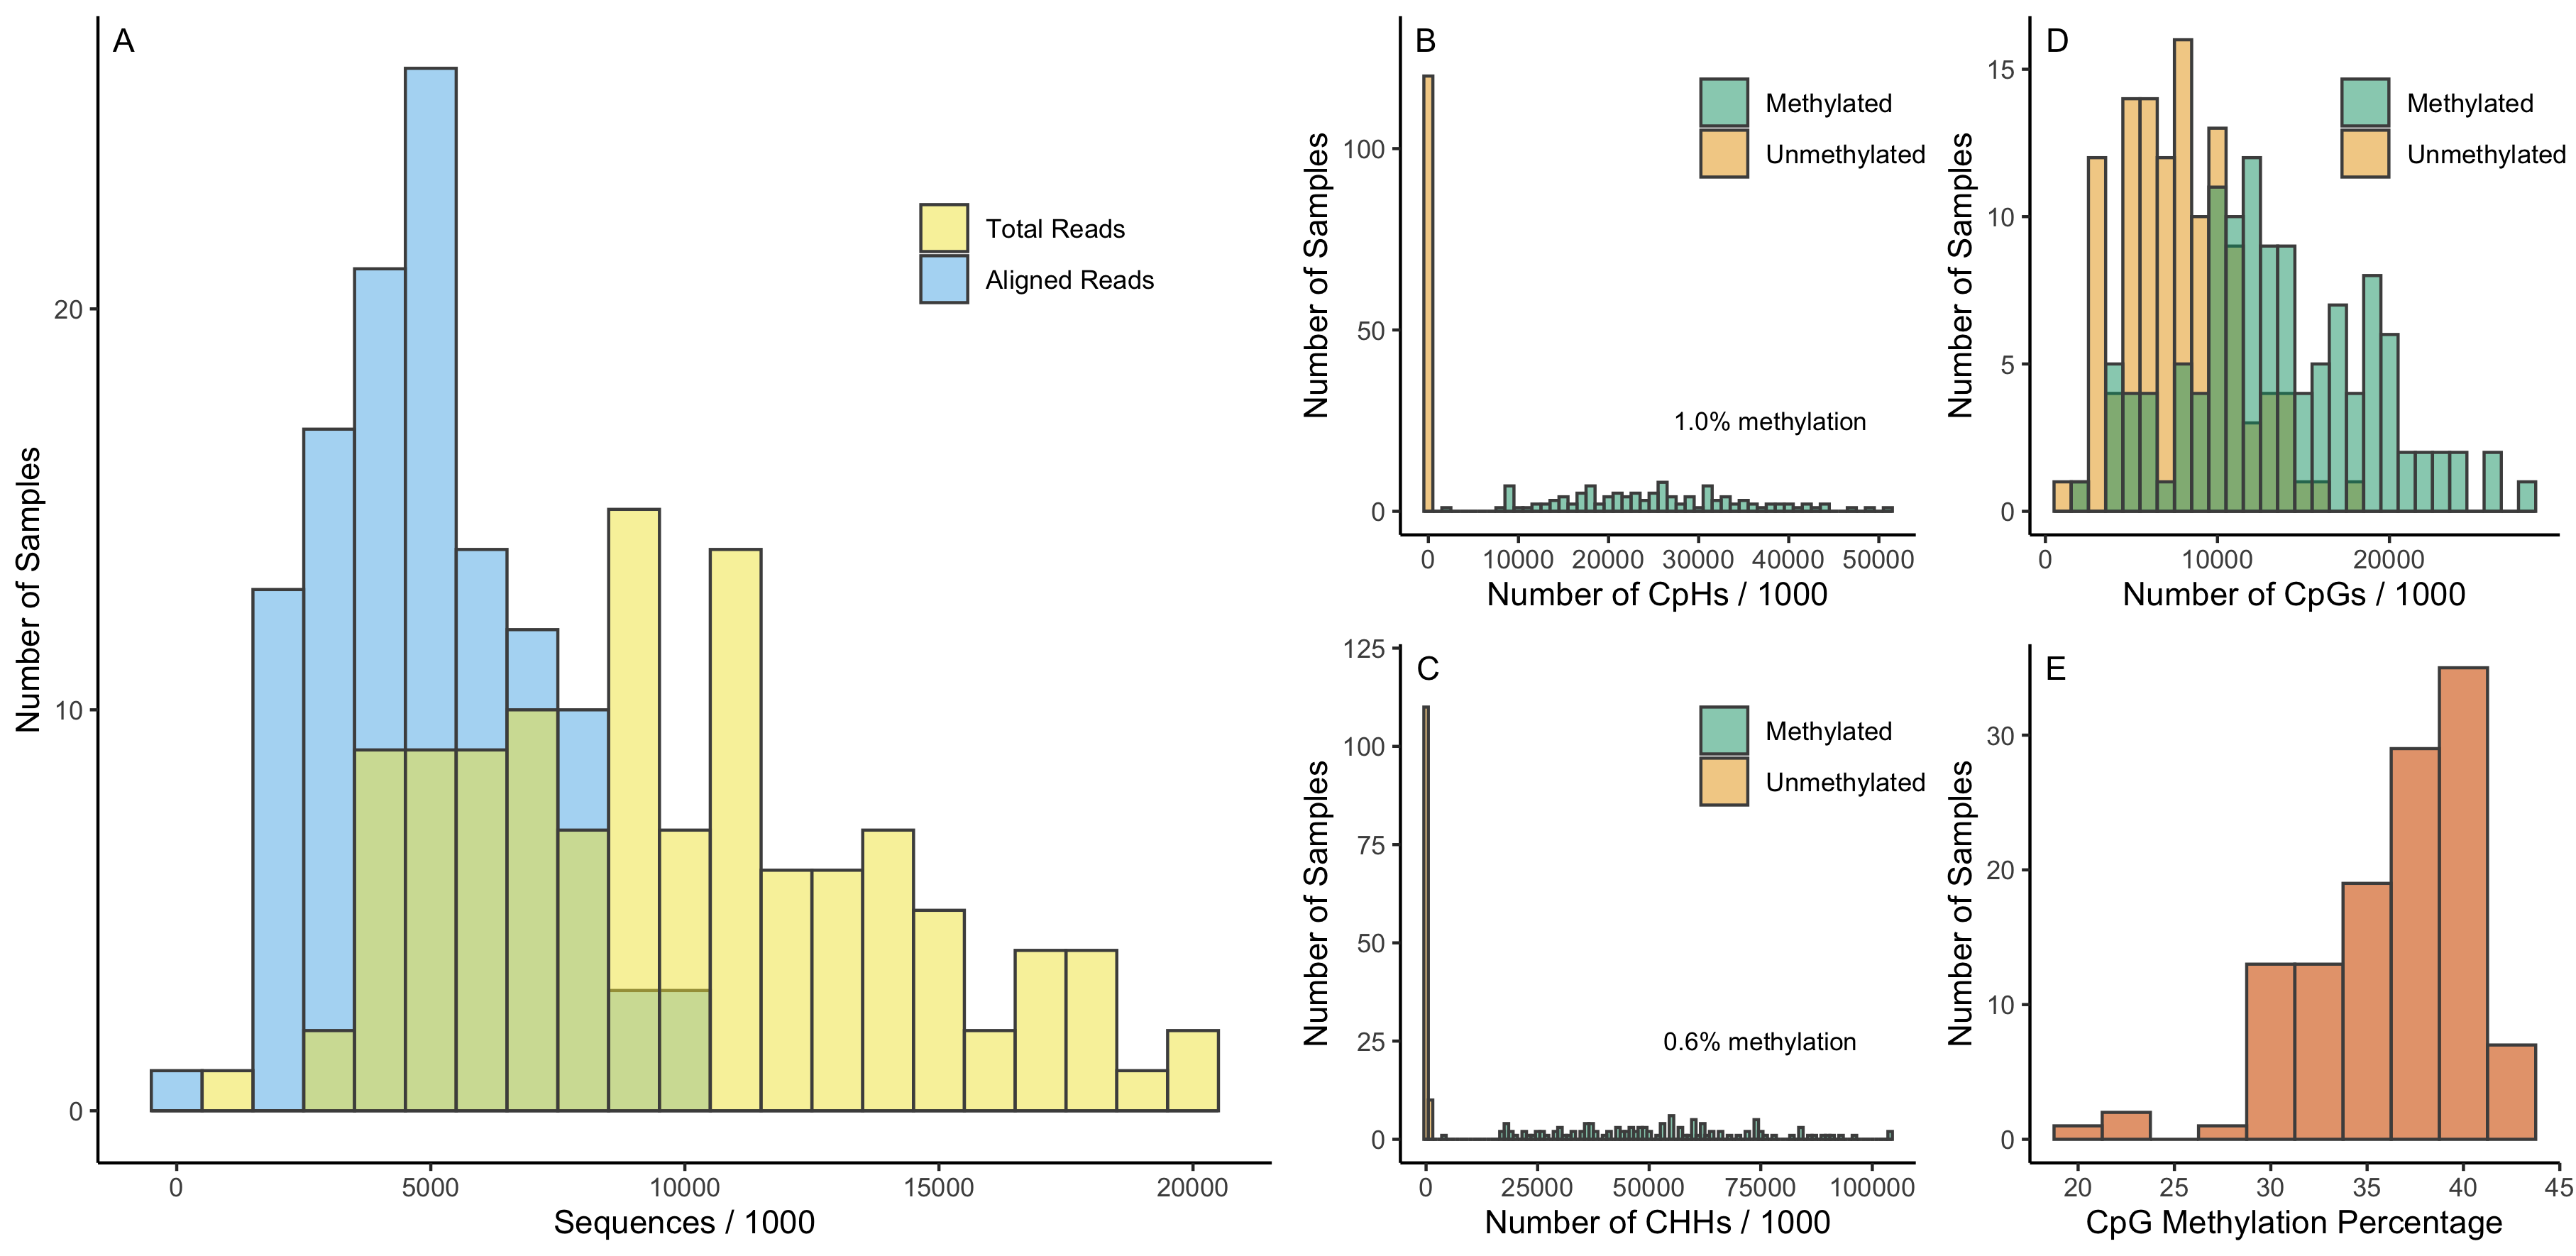 A
Number of Samples
20
10
0
0 5000 10000 15000 20000
Sequences / 1000
Total Reads
Aligned Reads
B
Number of Samples
100
50
0
0 10000 20000 30000 40000 50000
Number of CpHs / 1000
Methylated
Unmethylated
1.0% methylation
D
Number of Samples
15
10
5
0
0 10000 20000
Number of CpGs / 1000
Methylated
Unmethylated
C
Number of Samples
125
100
75
50
25
0
0 25000 50000 75000 100000
Number of CHHs / 1000
Methylated
Unmethylated
0.6% methylation
E
Number of Samples
30
20
10
0
20 25 30 35 40 45
CpG Methylation Percentage